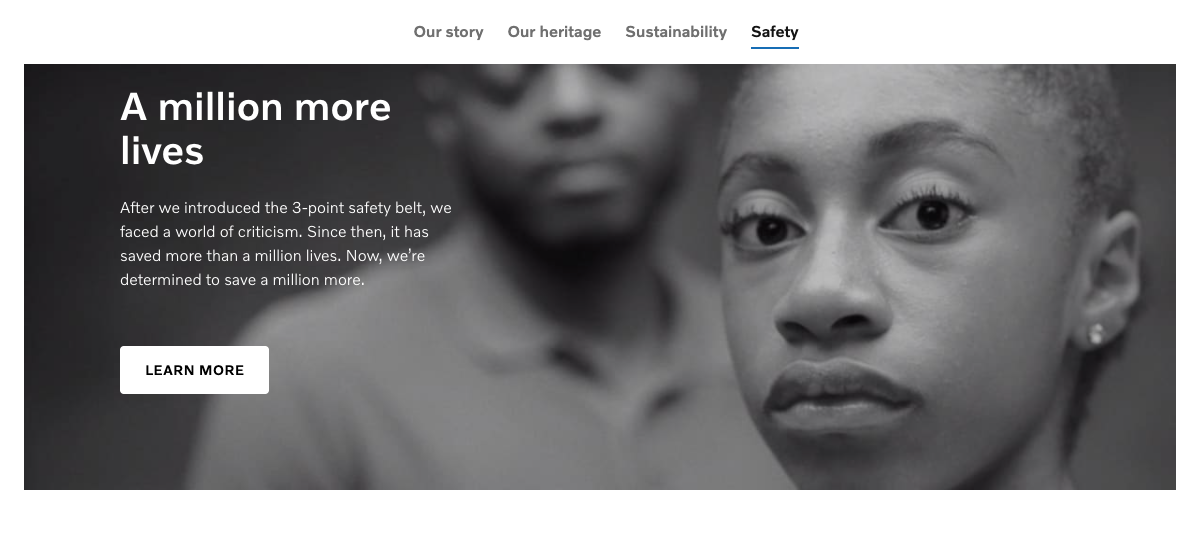 Our story Our heritage Sustainability Safety
A million more
lives
After we introduced the 3-point safety belt, we
faced a world of criticism. Since then, it has
saved more than a million lives. Now, we're
determined to save a million more.
LEARN MORE